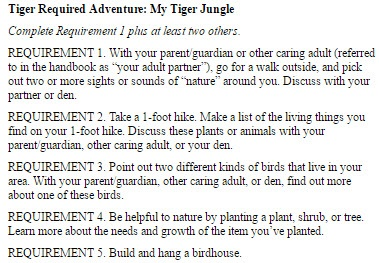 Tiger Required Adventure: My Tiger Jungle
Complete Requirement 1 plus at least two others.
REQUIREMENT 1. With your parent/guardian or other caring adult (referred
to in the handbook as “your adult partner”), go for a walk outside, and pick
out two or more sights or sounds of “nature” around you. Discuss with your
partner or den.
REQUIREMENT 2. Take a 1-foot hike. Make a list of the living things you
find on your 1-foot hike. Discuss these plants or animals with your
parent/guardian, other caring adult, or your den.
REQUIREMENT 3. Point out two different kinds of birds that live in your
area. With your parent/guardian, other caring adult, or den, find out more
about one of these birds.
REQUIREMENT 4. Be helpful to nature by planting a plant, shrub, or tree.
Learn more about the needs and growth of the item you’ve planted.
REQUIREMENT 5. Build and hang a birdhouse.